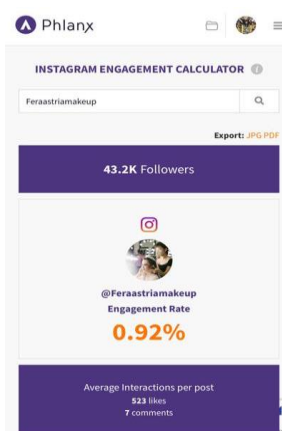 Phlanx
INSTAGRAM ENGAGEMENT CALCULATOR
Feraastriamakeup
Export: JPG PDF
43.2K Followers
@Feraastriamakeup
Engagement Rate
0.92%
Average Interactions per post
523 likes
7 comments